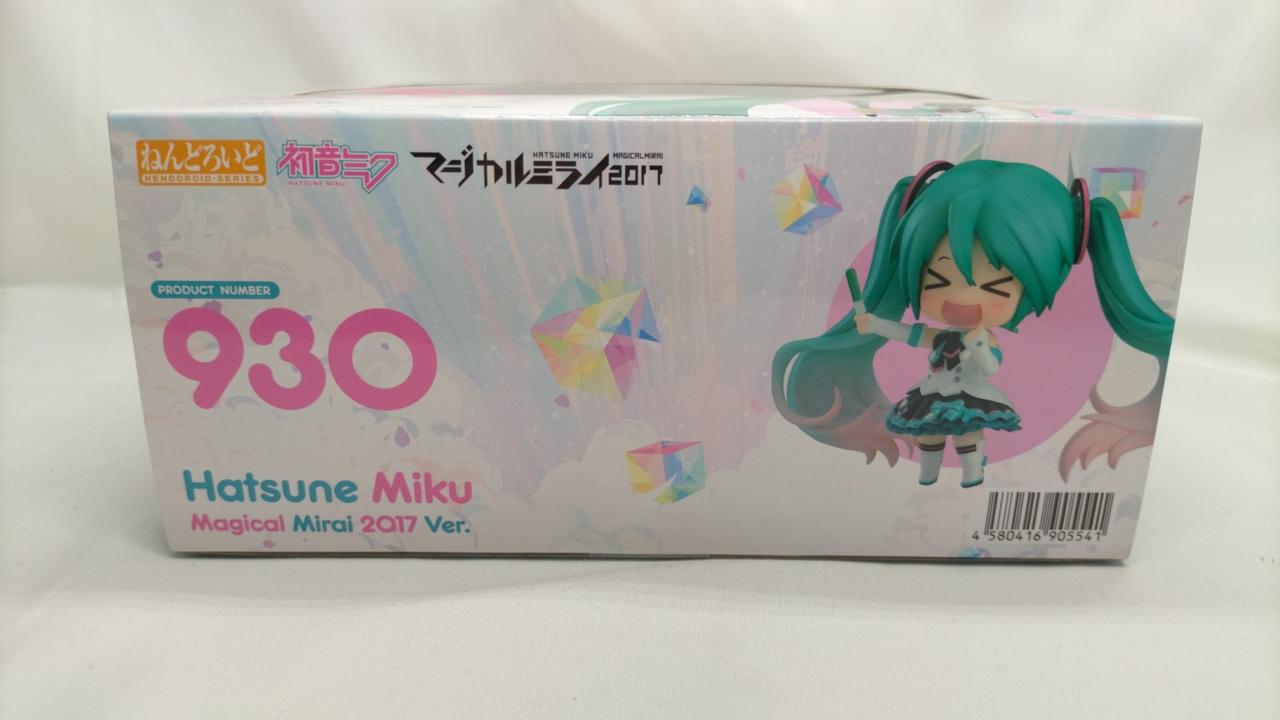 ねんどろいど
NENDOROID-SERIES
初音ミク
HATSUNE MIKU
HATSUNE MIKU MAGICALMIRAI
マジカルミライ2017
PRODUCT NUMBER
930
Hatsune Miku
Magical Mirai 2017 Ver.
4 580416 905541